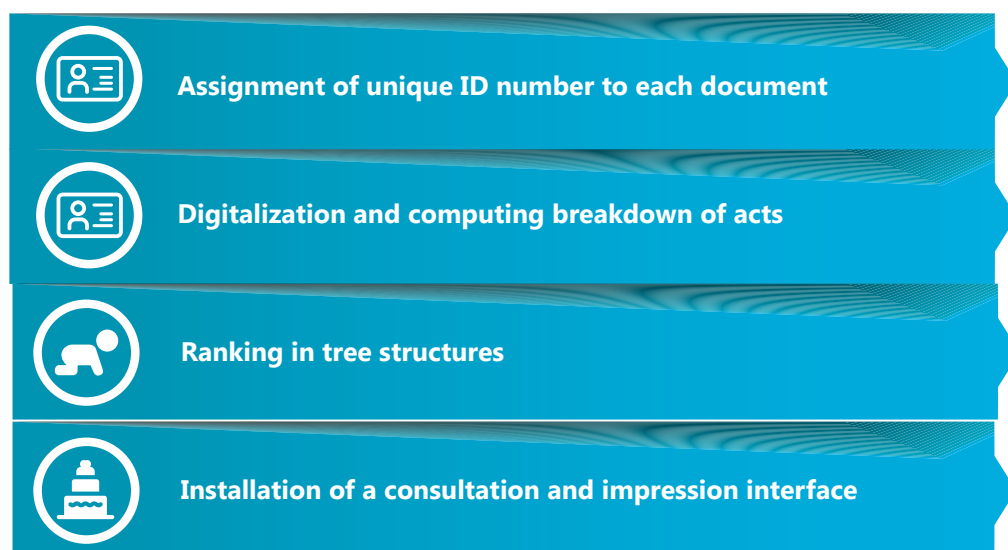 Assignment of unique ID number to each document
Digitalization and computing breakdown of acts
Ranking in tree structures
Installation of a consultation and impression interface